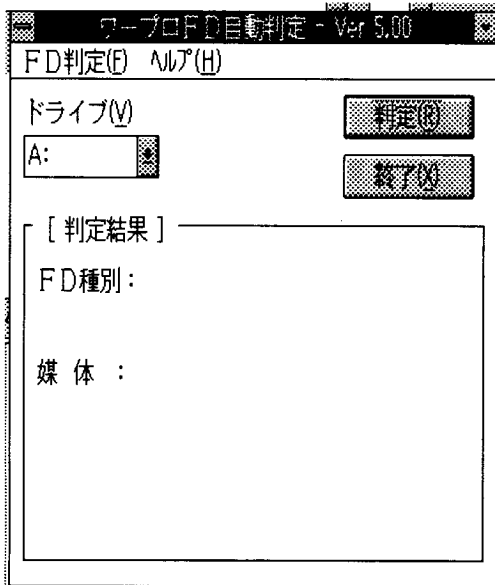 ワープロFD自動判定 - Ver 5.00
FD判定(F) ヘルプ(H)
ドライブ(V)
判定(R)
A:
終了(X)
[ 判定結果 ]
FD種別:
媒 体 :